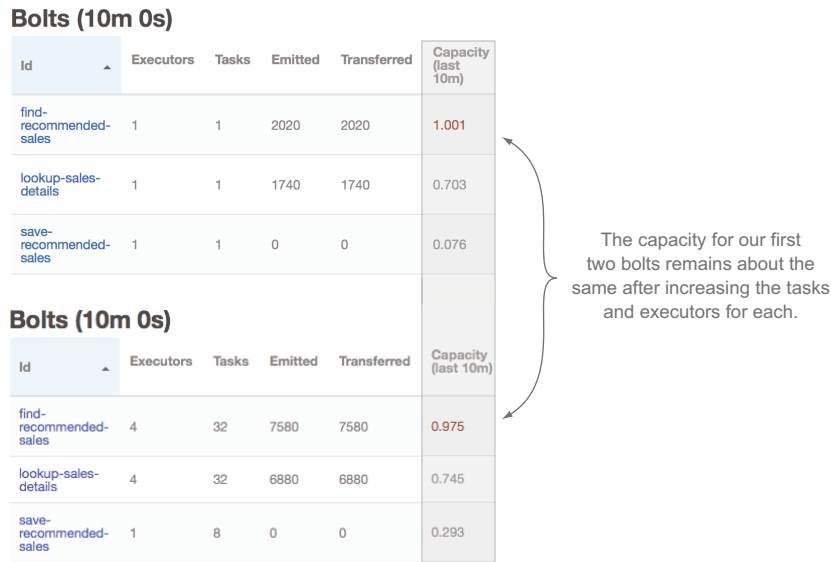 Bolts (10m 0s)
Id Executors Tasks Emitted Transferred Capacity
(last
10m)
find-
recommended-
sales 1 1 2020 2020 1.001
lookup-sales-
details 1 1 1740 1740 0.703
save-
recommended-
sales 1 1 0 0 0.076
Bolts (10m 0s)
Id Executors Tasks Emitted Transferred Capacity
(last 10m)
find-
recommended-
sales 4 32 7580 7580 0.975
lookup-sales-
details 4 32 6880 6880 0.745
save-
recommended-
sales 1 8 0 0 0.293
The capacity for our first
two bolts remains about the
same after increasing the tasks
and executors for each.